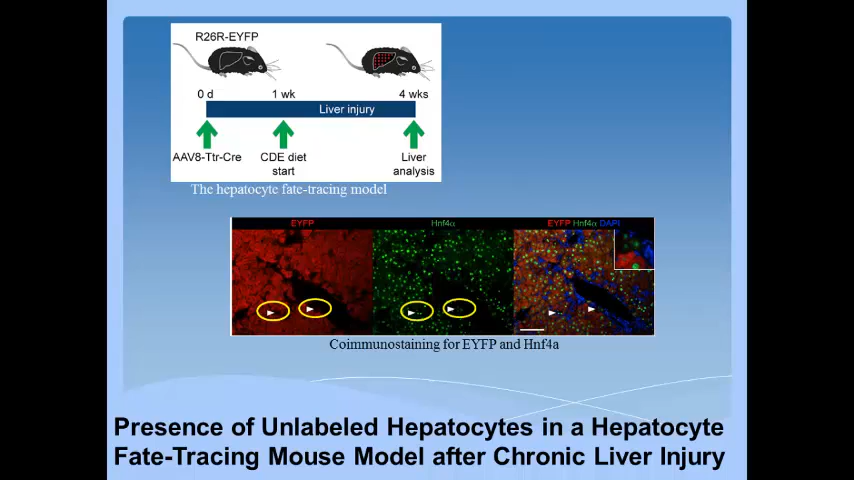 R26R-EYFP
0 d 1 wk 4 wks
Liver injury
AAV8-Ttr-Cre CDE diet start Liver analysis
The hepatocyte fate-tracing model
EYFP Hnf4α EYFP Hnf4α DAPI
Coimmunostaining for EYFP and Hnf4a
Presence of Unlabeled Hepatocytes in a Hepatocyte
Fate-Tracing Mouse Model after Chronic Liver Injury